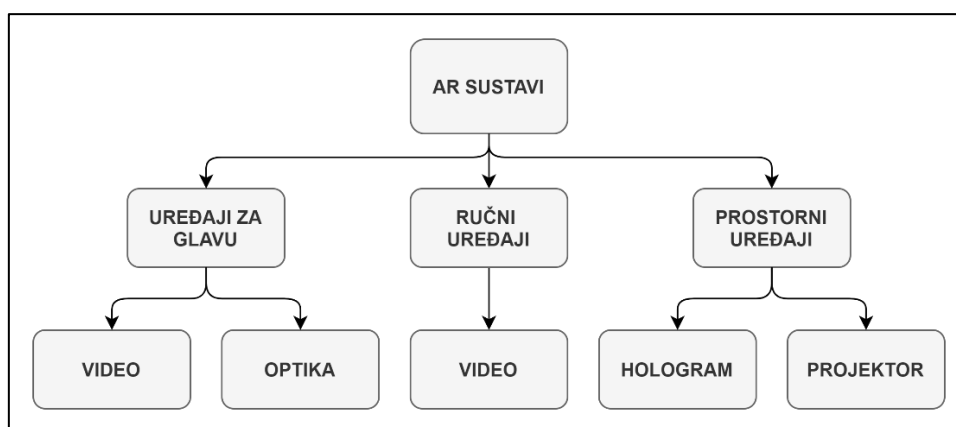 AR SUSTAVI
UREĐAJI ZA
GLAVU
RUČNI
UREĐAJI
PROSTORNI
UREĐAJI
VIDEO
OPTIKA
VIDEO
HOLOGRAM
PROJEKTOR